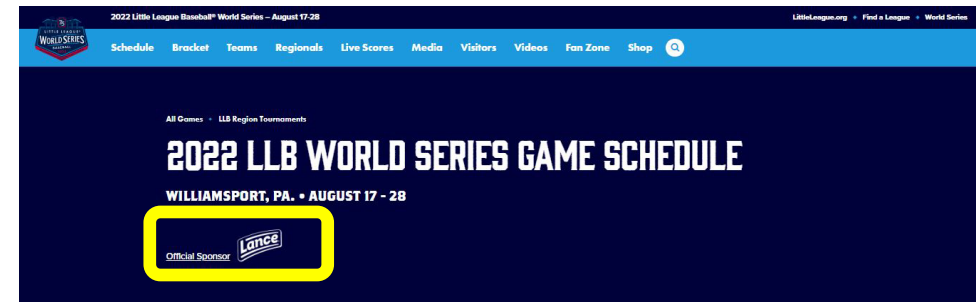 2022 Little League Baseball® World Series – August 17-28
LittleLeague.org • Find a League • World Series
LITTLE LEAGUE
WORLD SERIES
BASEBALL
Schedule Bracket Teams Regionals Live Scores Media Visitors Videos Fan Zone Shop
All Games • LLB Region Tournaments
2022 LLB WORLD SERIES GAME SCHEDULE
WILLIAMSPORT, PA. • AUGUST 17 - 28
Official Sponsor Lance